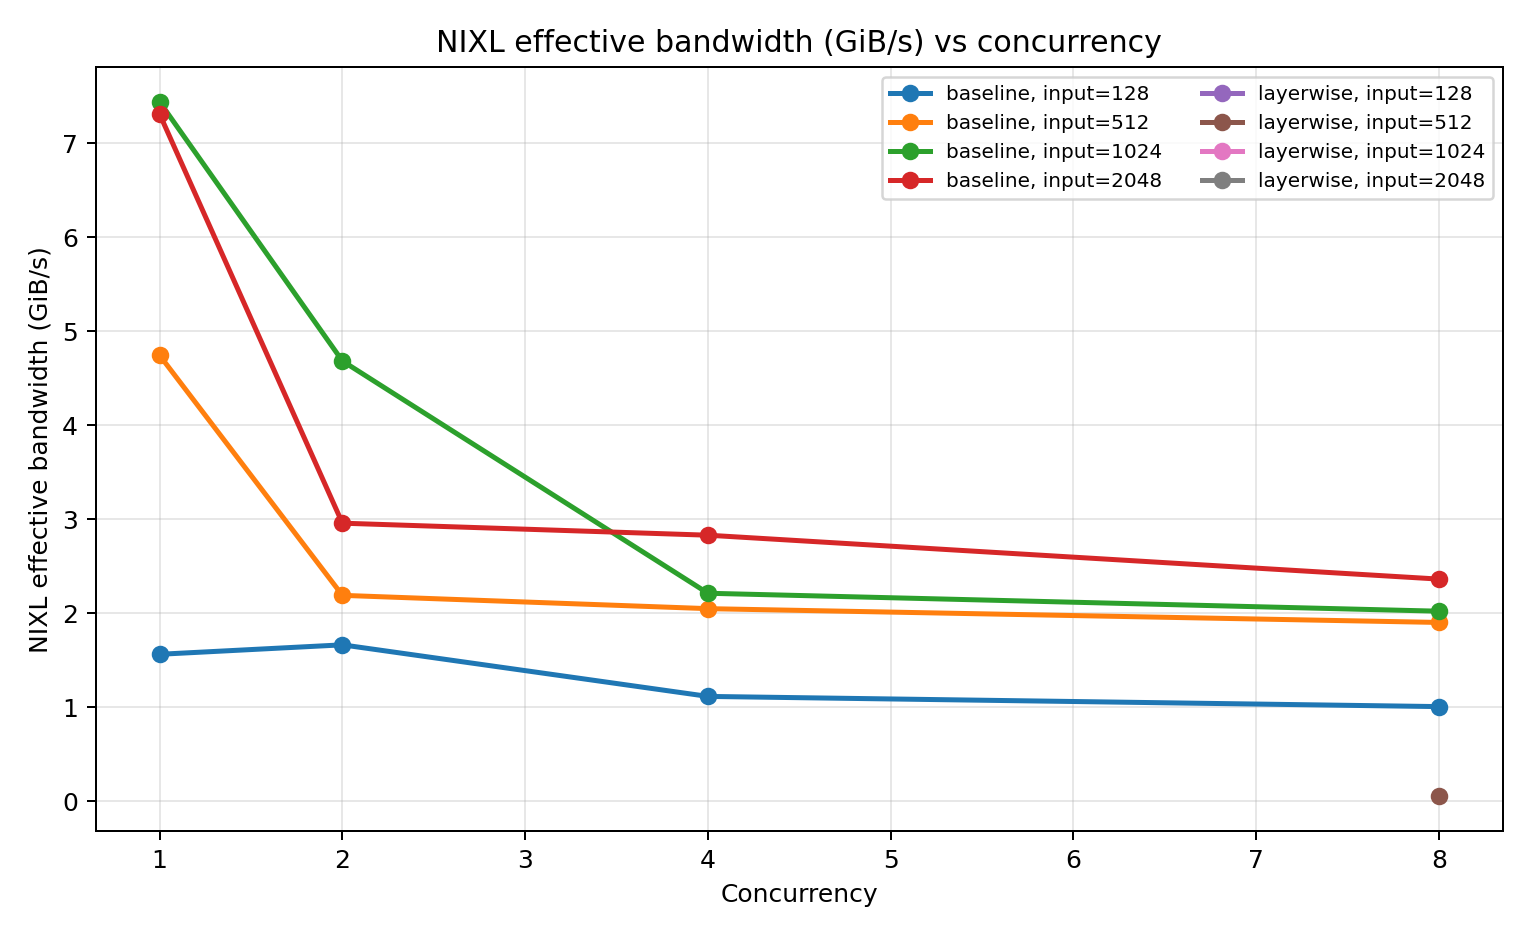 NIXL effective bandwidth (GiB/s) vs concurrency
baseline, input=128
baseline, input=512
baseline, input=1024
baseline, input=2048
layerwise, input=128
layerwise, input=512
layerwise, input=1024
layerwise, input=2048
NIXL effective bandwidth (GiB/s)
7
6
5
4
3
2
1
0
1 2 3 4 5 6 7 8
Concurrency